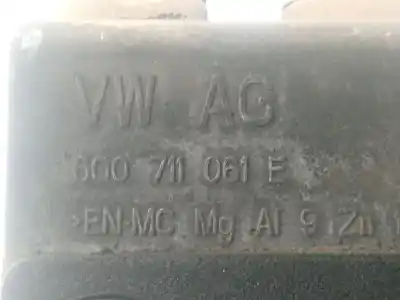 VW AG
6Q0 711 061 E
>EN-MC Mg Al 9 Zn